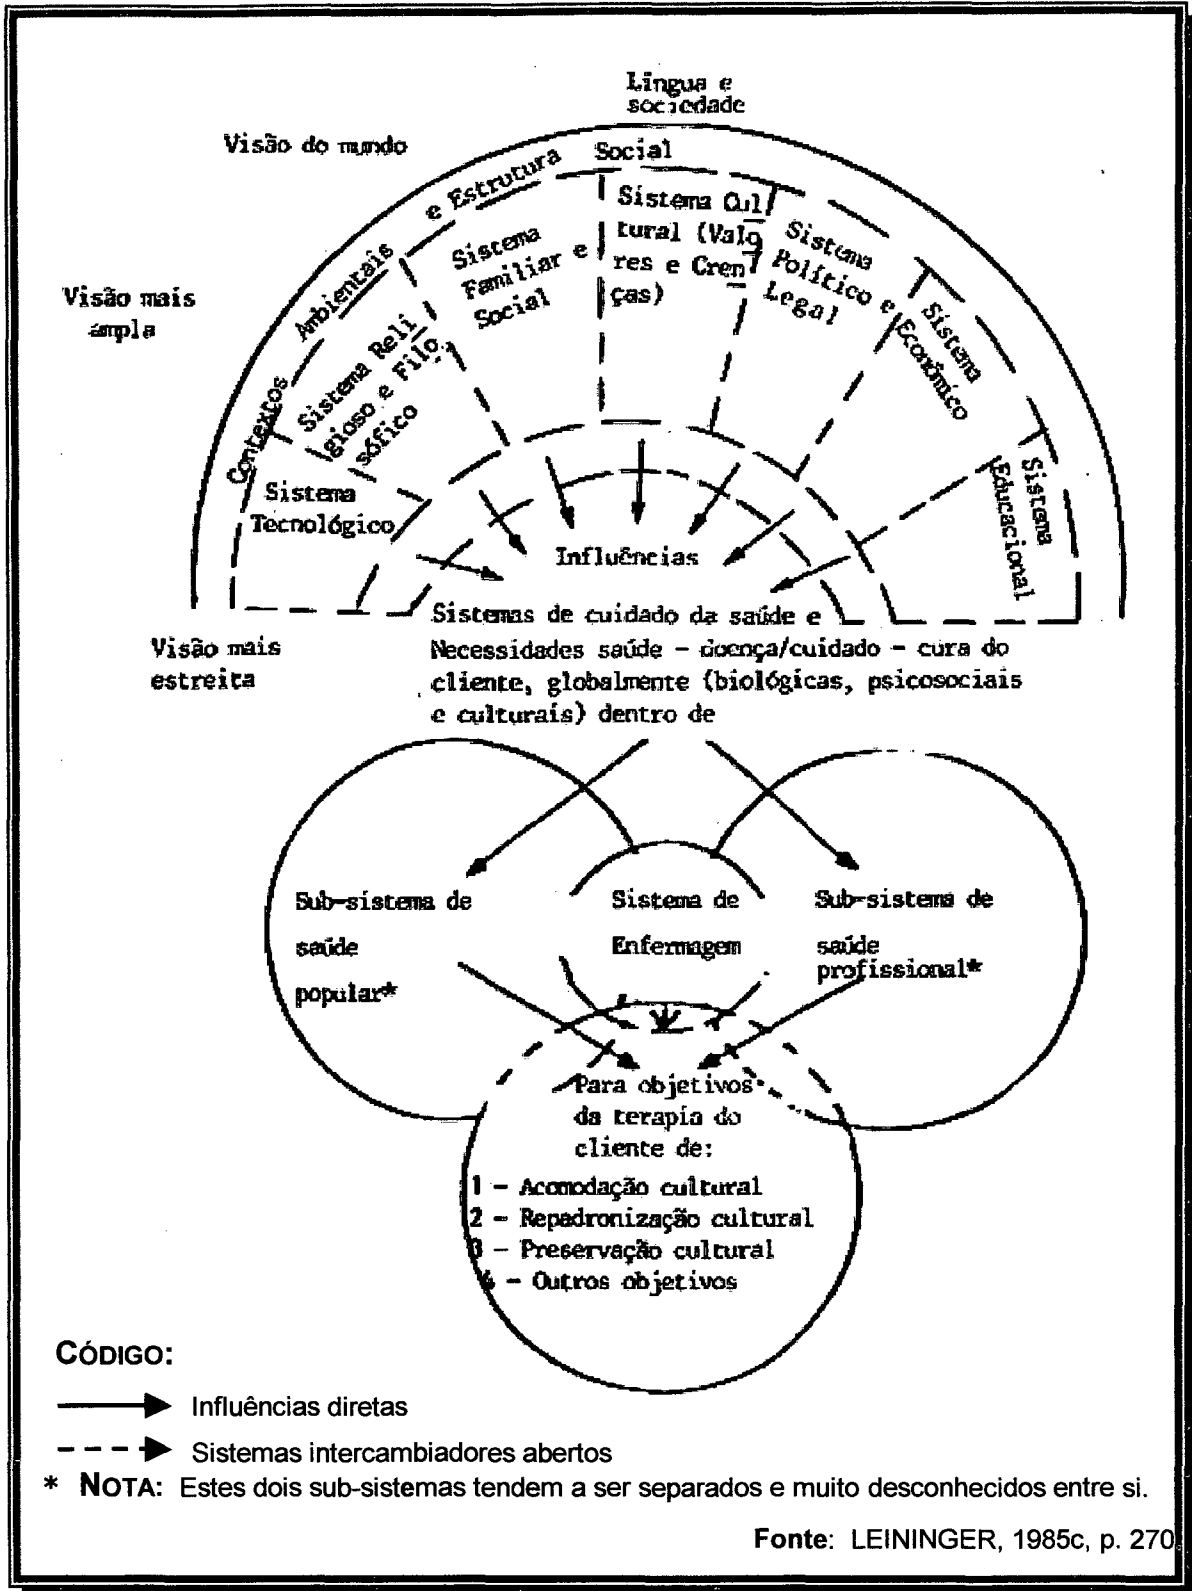 Língua e
sociedade
Visão do mundo
Contextos Ambientais e Estrutura Social
Visão mais
ampla
Sistema
Tecnológico
Sistema Reli
gioso e Filo
sófico
Sistema
Familiar e
Social
Sistema Cul
tural (Valo
res e Cren
ças)
Sistema
Político e
Legal
Sistema
Econômico
Sistema
Educacional
Influências
Visão mais
estreita
Sistemas de cuidado da saúde e
Necessidades saúde - doença/cuidado - cura do
cliente, globalmente (biológicas, psicosociais
e culturais) dentro de
Sub-sistema de
saúde
popular*
Sistema de
Enfermagem
Sub-sistema de
saúde
profissional*
Para objetivos
da terapia do
cliente de:
1 - Acomodação cultural
2 - Repadronização cultural
3 - Preservação cultural
4 - Outros objetivos
CÓDIGO:
Influências diretas
Sistemas intercambiadores abertos
* NOTA: Estes dois sub-sistemas tendem a ser separados e muito desconhecidos entre si.
Fonte: LEININGER, 1985c, p. 270.